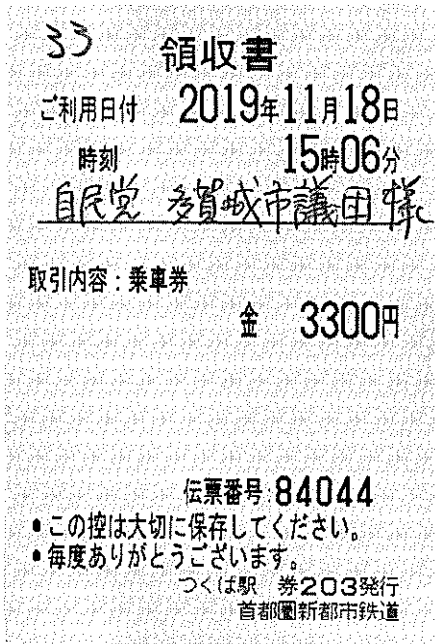 33
領収書
ご利用日付 2019年11月18日
時刻 15時06分
自民党 多賀城市議団 様
取引内容：乗車券
金 3300円
伝票番号 84044
•この控は大切に保存してください。
•毎度ありがとうございます。
つくば駅 券203発行
首都圏新都市鉄道